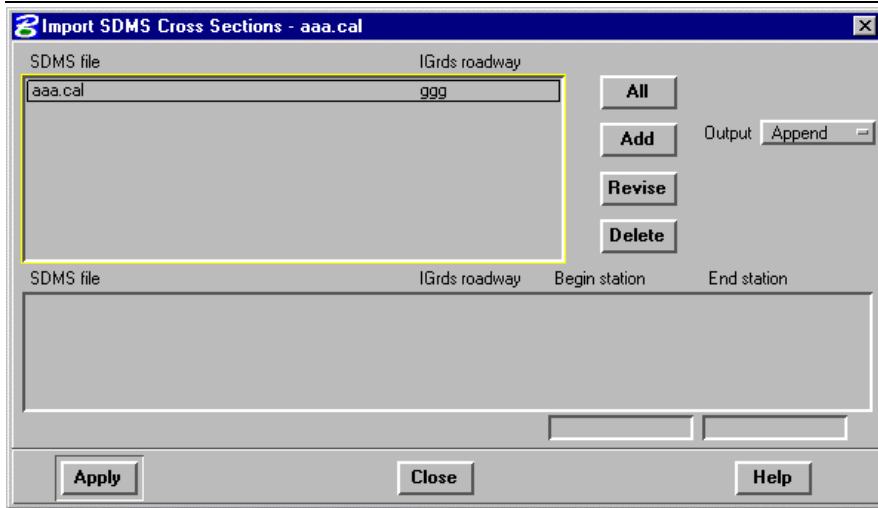 Import SDMS Cross Sections - aaa.cal
SDMS file IGrds roadway
aaa.cal ggg
All
Add
Output Append
Revise
Delete
SDMS file IGrds roadway Begin station End station
Apply Close Help